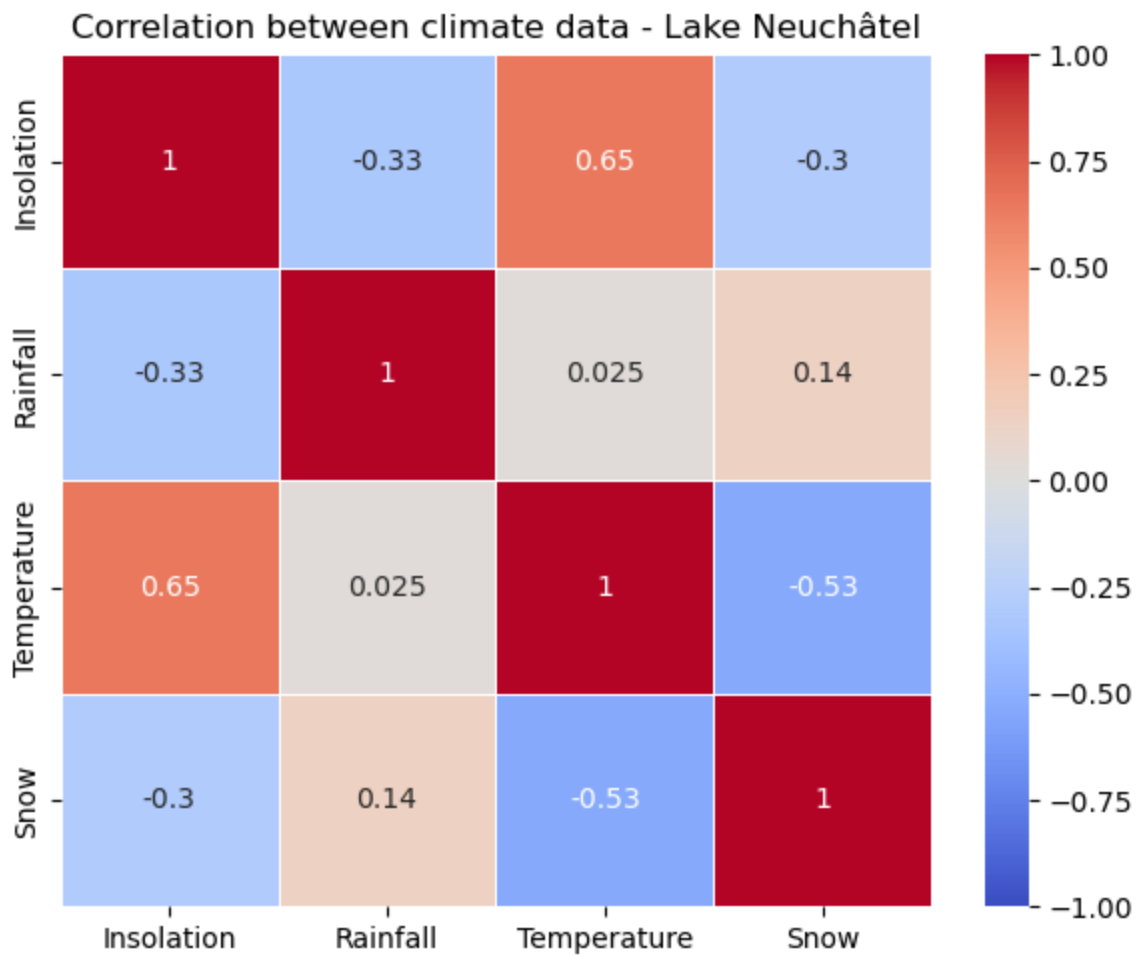 Correlation between climate data - Lake Neuchâtel
Insolation
1
-0.33
0.65
-0.3
Rainfall
-0.33
1
0.025
0.14
Temperature
0.65
0.025
1
-0.53
Snow
-0.3
0.14
-0.53
1
Insolation
Rainfall
Temperature
Snow
1.00
0.75
0.50
0.25
0.00
−0.25
−0.50
−0.75
−1.00